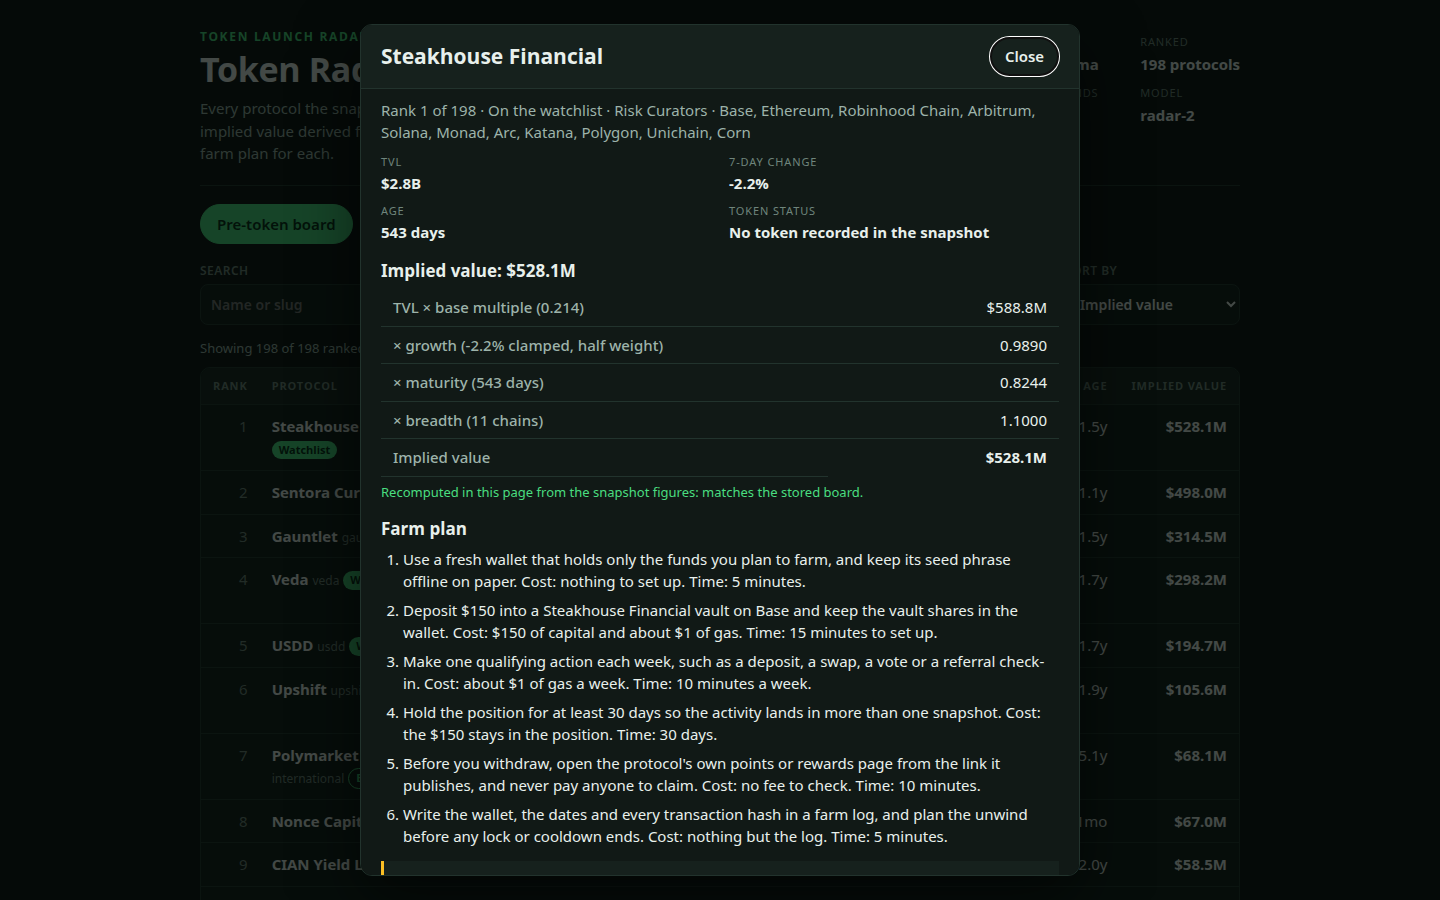 TOKEN LAUNCH RADA
Token Rad
Every protocol the snap
implied value derived f
farm plan for each.
ma
DS
RANKED
198 protocols
MODEL
radar-2
Pre-token board
SEARCH
Name or slug
ORT BY
Implied value
Showing 198 of 198 ranke
RANK PROTOCOL AGE IMPLIED VALUE
1 Steakhouse 1.5y $528.1M
Watchlist
2 Sentora Cur 1.1y $498.0M
3 Gauntlet gau 1.5y $314.5M
4 Veda veda W 1.7y $298.2M
5 USDD usdd 1.7y $194.7M
6 Upshift upsh 1.9y $105.6M
7 Polymarket 5.1y $68.1M
international
8 Nonce Capit mo $67.0M
9 CIAN Yield L 2.0y $58.5M
Steakhouse Financial
Close
Rank 1 of 198 · On the watchlist · Risk Curators · Base, Ethereum, Robinhood Chain, Arbitrum,
Solana, Monad, Arc, Katana, Polygon, Unichain, Corn
TVL 7-DAY CHANGE
$2.8B -2.2%
AGE TOKEN STATUS
543 days No token recorded in the snapshot
Implied value: $528.1M
TVL × base multiple (0.214) $588.8M
× growth (-2.2% clamped, half weight) 0.9890
× maturity (543 days) 0.8244
× breadth (11 chains) 1.1000
Implied value $528.1M
Recomputed in this page from the snapshot figures: matches the stored board.
Farm plan
1. Use a fresh wallet that holds only the funds you plan to farm, and keep its seed phrase
offline on paper. Cost: nothing to set up. Time: 5 minutes.
2. Deposit $150 into a Steakhouse Financial vault on Base and keep the vault shares in the
wallet. Cost: $150 of capital and about $1 of gas. Time: 15 minutes to set up.
3. Make one qualifying action each week, such as a deposit, a swap, a vote or a referral check-
in. Cost: about $1 of gas a week. Time: 10 minutes a week.
4. Hold the position for at least 30 days so the activity lands in more than one snapshot. Cost:
the $150 stays in the position. Time: 30 days.
5. Before you withdraw, open the protocol's own points or rewards page from the link it
publishes, and never pay anyone to claim. Cost: no fee to check. Time: 10 minutes.
6. Write the wallet, the dates and every transaction hash in a farm log, and plan the unwind
before any lock or cooldown ends. Cost: nothing but the log. Time: 5 minutes.